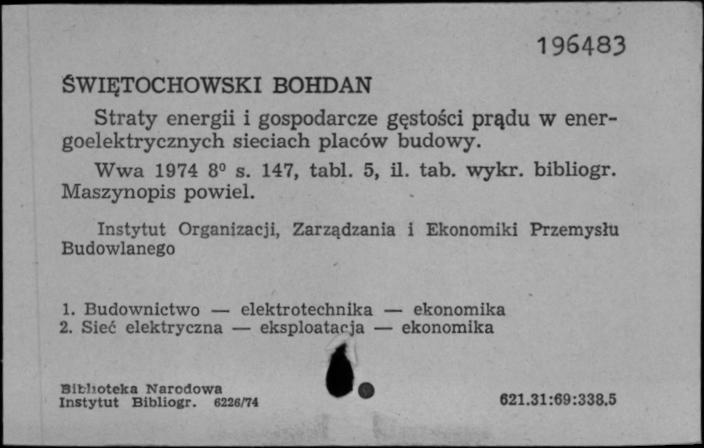 196483
ŚWIĘTOCHOWSKI BOHDAN
Straty energii i gospodarcze gęstości prądu w ener-
goelektrycznych sieciach placów budowy.
Wwa 1974 8° s. 147, tabl. 5, il. tab. wykr. bibliogr.
Maszynopis powiel.
Instytut Organizacji, Zarządzania i Ekonomiki Przemysłu
Budowlanego
1. Budownictwo — elektrotechnika — ekonomika
2. Sieć elektryczna — eksploatacja — ekonomika
Biblioteka Narodowa
Instytut Bibliogr. 6226/74
621.31:69:338.5